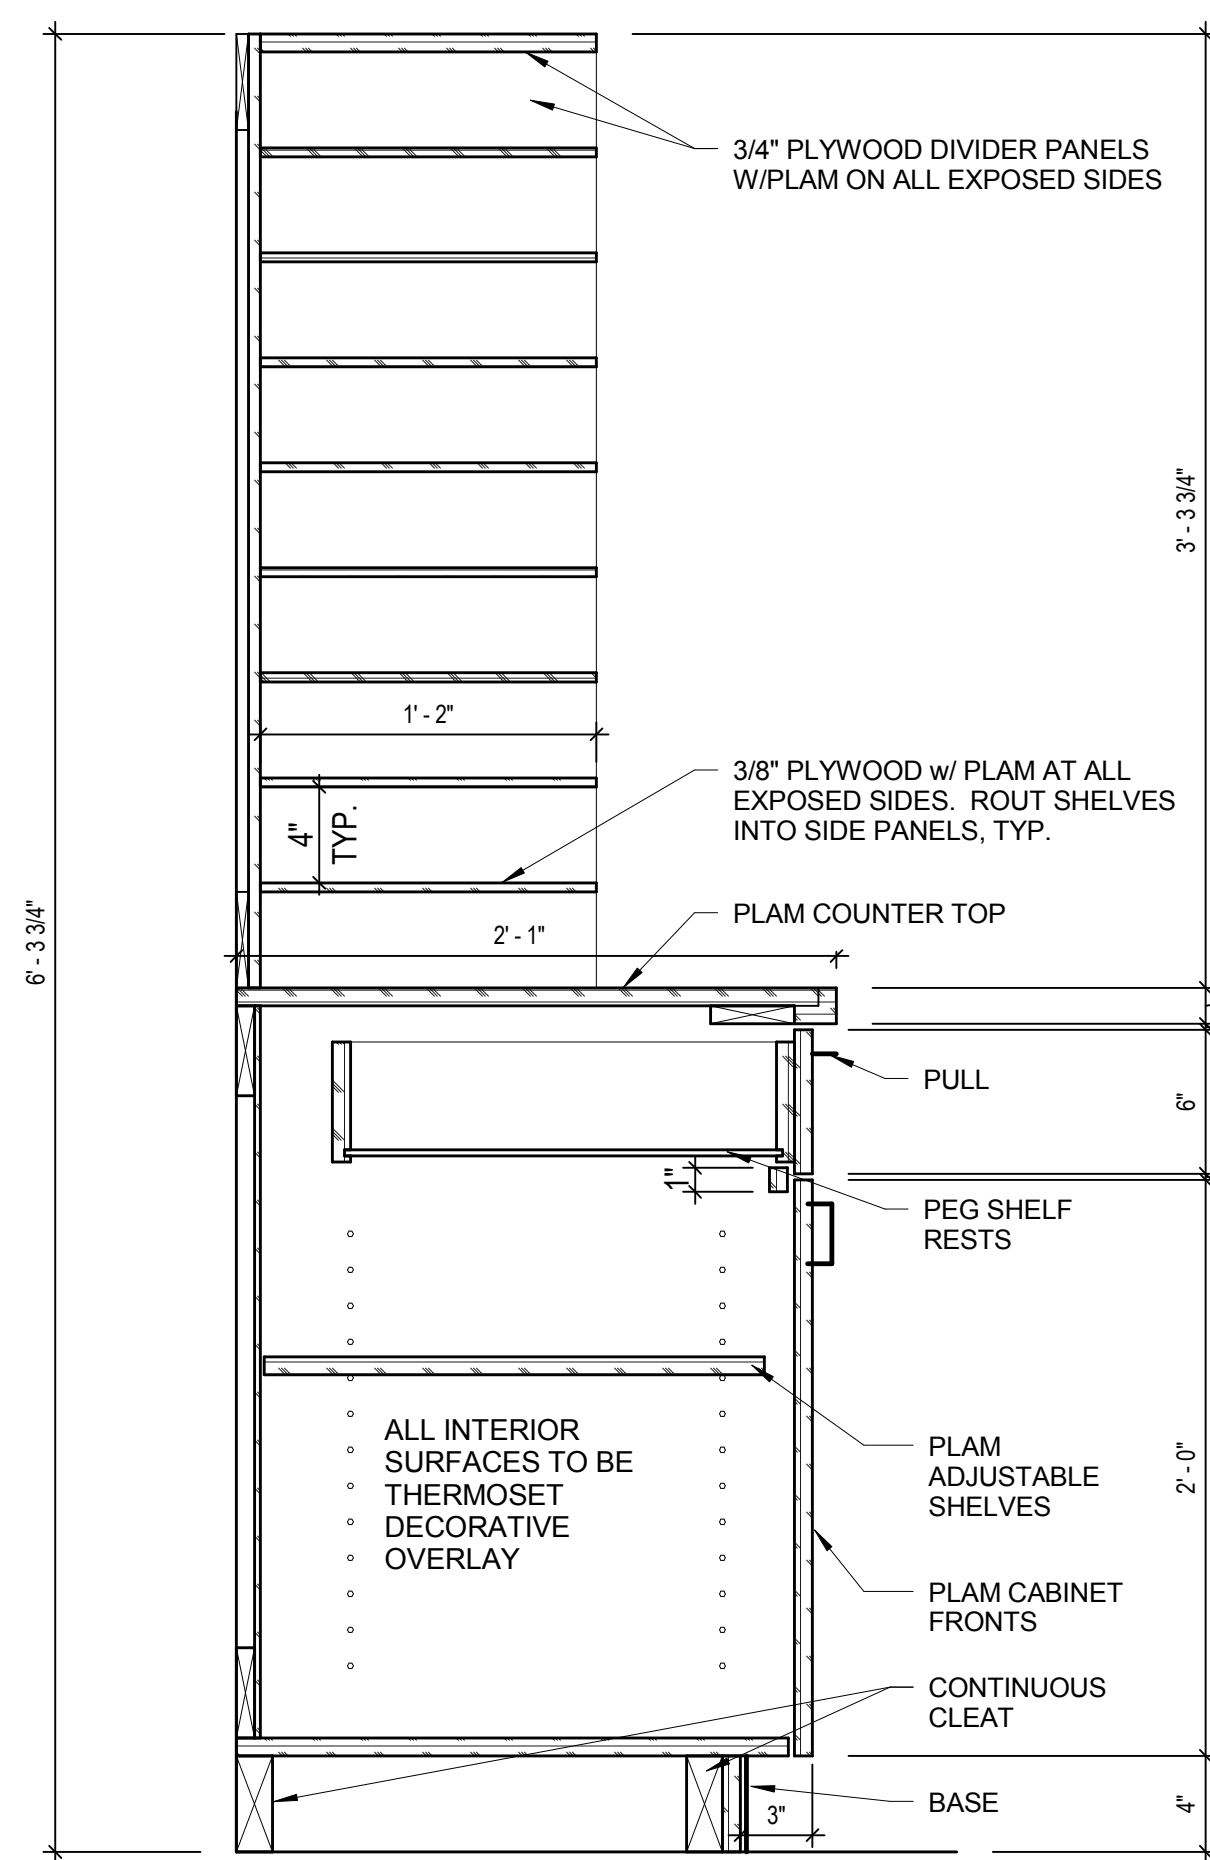 3/4" PLYWOOD DIVIDER PANELS
W/PLAM ON ALL EXPOSED SIDES
3' - 3 3/4"
1' - 2"
3/8" PLYWOOD w/ PLAM AT ALL
EXPOSED SIDES.  ROUT SHELVES
INTO SIDE PANELS, TYP.
4"
TYP.
PLAM COUNTER TOP
2' - 1"
6' - 3 3/4"
PULL
6"
1"
PEG SHELF
RESTS
ALL INTERIOR
SURFACES TO BE
THERMOSET
DECORATIVE
OVERLAY
PLAM
ADJUSTABLE
SHELVES
2' - 0"
PLAM CABINET
FRONTS
CONTINUOUS
CLEAT
BASE
3"
4"